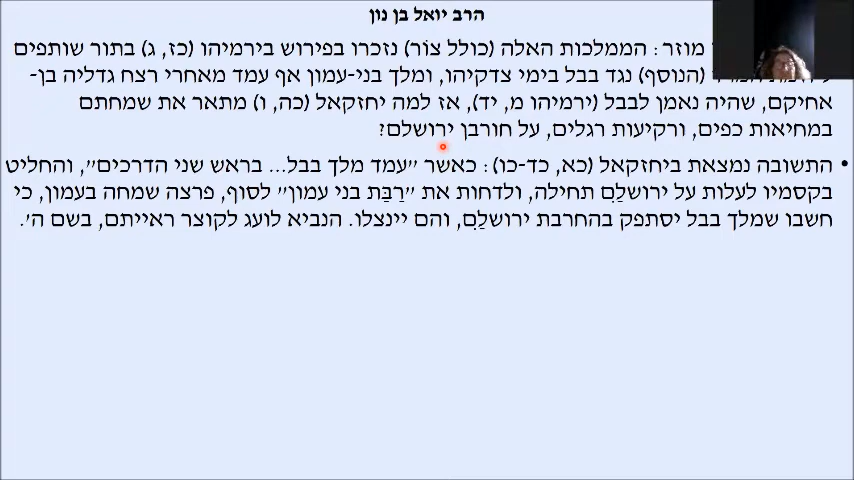 הרב יואל בן נון
מוזר: הממלכות האלה (כולל צוֹר) נזכרו בפירוש בירמיהו (כז, ג) בתור שותפים
(הנוסף) נגד בבל בימי צדקיהו, ומלך בני-עמון אף עמד מאחרי רצח גדליה בן-
אחיקם, שהיה נאמן לבבל (ירמיהו מ, יד), אז למה יחזקאל (כה, ו) מתאר את שמחתם
במחיאות כפים, ורקיעות רגלים, על חורבן ירושלם?
• התשובה נמצאת ביחזקאל (כא, כד-כו): כאשר "עמד מלך בבל... בראש שני הדרכים", והחליט
בקסמיו לעלות על ירושלַםִ תחילה, ולדחות את "רַבַּת בני עמון" לסוף, פרצה שמחה בעמון, כי
חשבו שמלך בבל יסתפק בהחרבת ירושלַםִ, והם יינצלו. הנביא לועג לקוצר ראייתם, בשם ה'.